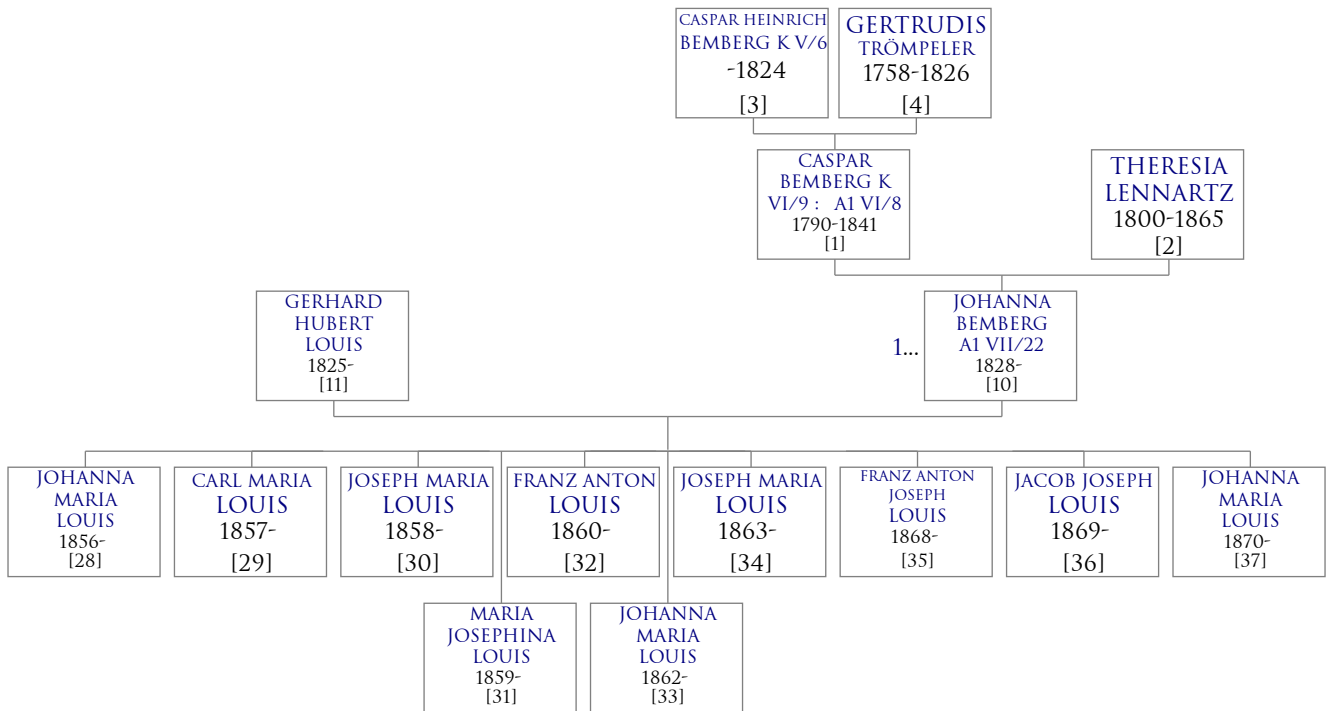 CASPAR HEINRICH
BEMBERG K V/6
-1824
[3]
GERTRUDIS
TRÖMPELER
1758-1826
[4]
CASPAR
BEMBERG K
VI/9 : A1 VI/8
1790-1841
[1]
THERESIA
LENNARTZ
1800-1865
[2]
GERHARD
HUBERT
LOUIS
1825-
[11]
1...
JOHANNA
BEMBERG
A1 VII/22
1828-
[10]
JOHANNA
MARIA
LOUIS
1856-
[28]
CARL MARIA
LOUIS
1857-
[29]
JOSEPH MARIA
LOUIS
1858-
[30]
FRANZ ANTON
LOUIS
1860-
[32]
JOSEPH MARIA
LOUIS
1863-
[34]
FRANZ ANTON
JOSEPH
LOUIS
1868-
[35]
JACOB JOSEPH
LOUIS
1869-
[36]
JOHANNA
MARIA
LOUIS
1870-
[37]
MARIA
JOSEPHINA
LOUIS
1859-
[31]
JOHANNA
MARIA
LOUIS
1862-
[33]